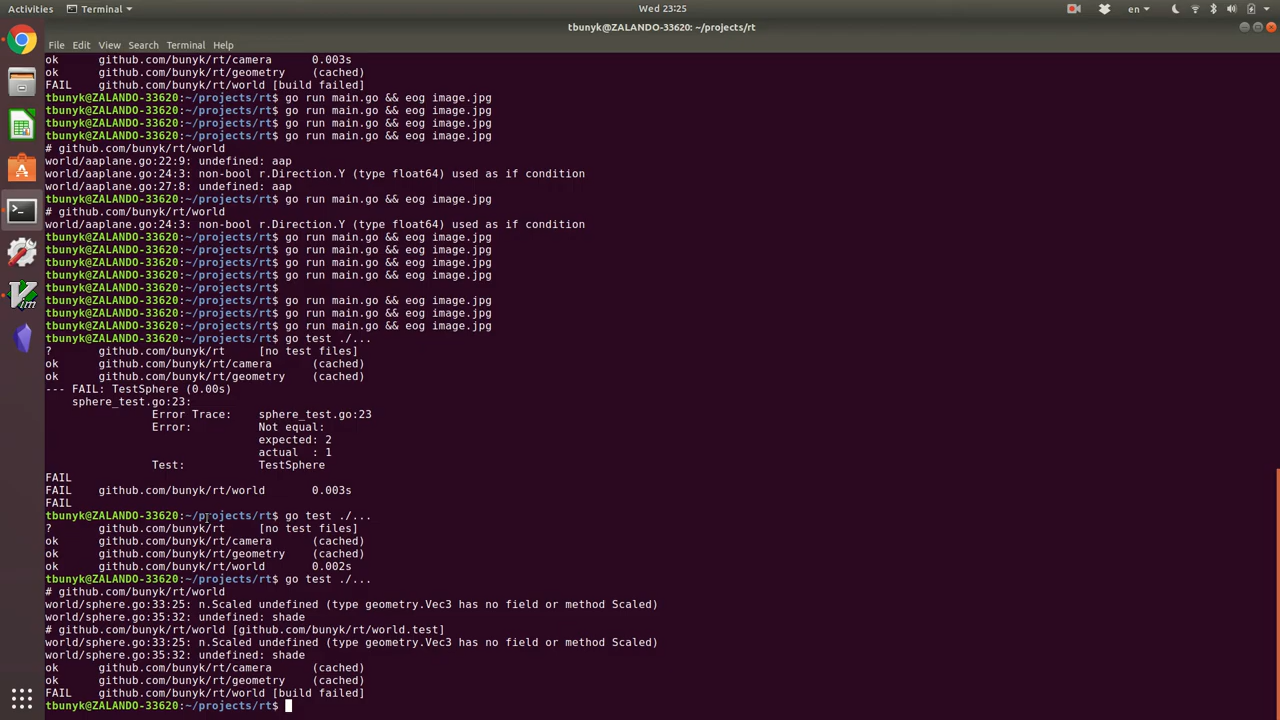 Activities
Terminal
Wed 23:25
en
tbunyk@ZALANDO-33620: ~/projects/rt
File Edit View Search Terminal Help
ok github.com/bunyk/rt/camera 0.003s
ok github.com/bunyk/rt/geometry (cached)
FAIL github.com/bunyk/rt/world [build failed]
tbunyk@ZALANDO-33620:~/projects/rt$ go run main.go && eog image.jpg
tbunyk@ZALANDO-33620:~/projects/rt$ go run main.go && eog image.jpg
tbunyk@ZALANDO-33620:~/projects/rt$ go run main.go && eog image.jpg
tbunyk@ZALANDO-33620:~/projects/rt$ go run main.go && eog image.jpg
# github.com/bunyk/rt/world
world/aaplane.go:22:9: undefined: aap
world/aaplane.go:24:3: non-bool r.Direction.Y (type float64) used as if condition
world/aaplane.go:27:8: undefined: aap
tbunyk@ZALANDO-33620:~/projects/rt$ go run main.go && eog image.jpg
# github.com/bunyk/rt/world
world/aaplane.go:24:3: non-bool r.Direction.Y (type float64) used as if condition
tbunyk@ZALANDO-33620:~/projects/rt$ go run main.go && eog image.jpg
tbunyk@ZALANDO-33620:~/projects/rt$ go run main.go && eog image.jpg
tbunyk@ZALANDO-33620:~/projects/rt$ go run main.go && eog image.jpg
tbunyk@ZALANDO-33620:~/projects/rt$
tbunyk@ZALANDO-33620:~/projects/rt$ go run main.go && eog image.jpg
tbunyk@ZALANDO-33620:~/projects/rt$ go run main.go && eog image.jpg
tbunyk@ZALANDO-33620:~/projects/rt$ go run main.go && eog image.jpg
tbunyk@ZALANDO-33620:~/projects/rt$ go test ./...
? github.com/bunyk/rt [no test files]
ok github.com/bunyk/rt/camera (cached)
ok github.com/bunyk/rt/geometry (cached)
--- FAIL: TestSphere (0.00s)
sphere_test.go:23:
Error Trace: sphere_test.go:23
Error: Not equal:
expected: 2
actual : 1
Test: TestSphere
FAIL
FAIL github.com/bunyk/rt/world 0.003s
FAIL
tbunyk@ZALANDO-33620:~/projects/rt$ go test ./...
? github.com/bunyk/rt [no test files]
ok github.com/bunyk/rt/camera (cached)
ok github.com/bunyk/rt/geometry (cached)
ok github.com/bunyk/rt/world 0.002s
tbunyk@ZALANDO-33620:~/projects/rt$ go test ./...
# github.com/bunyk/rt/world
world/sphere.go:33:25: n.Scaled undefined (type geometry.Vec3 has no field or method Scaled)
world/sphere.go:35:32: undefined: shade
# github.com/bunyk/rt/world [github.com/bunyk/rt/world.test]
world/sphere.go:33:25: n.Scaled undefined (type geometry.Vec3 has no field or method Scaled)
world/sphere.go:35:32: undefined: shade
ok github.com/bunyk/rt/camera (cached)
ok github.com/bunyk/rt/geometry (cached)
FAIL github.com/bunyk/rt/world [build failed]
tbunyk@ZALANDO-33620:~/projects/rt$